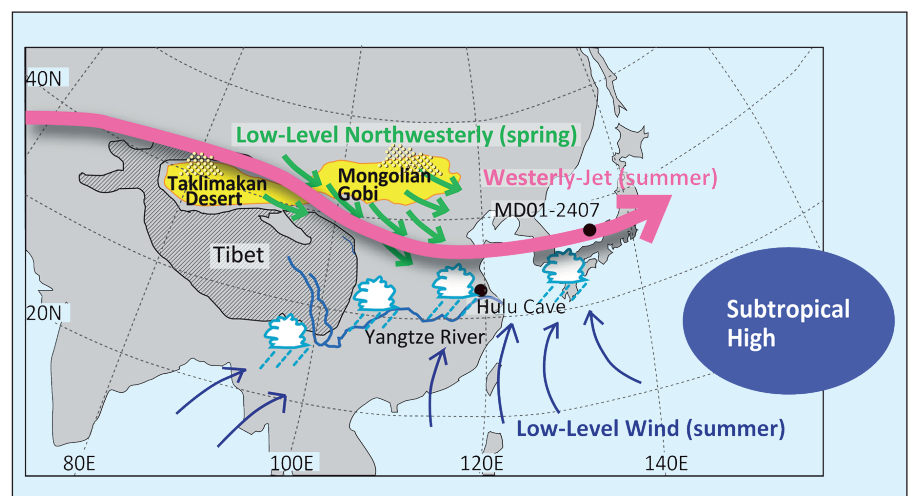 40N
Low-Level Northwesterly (spring)
Taklimakan
Desert
Mongolian
Gobi
Westerly-Jet (summer)
MD01-2407
Tibet
20N
Hulu Cave
Yangtze River
Subtropical
High
Low-Level Wind (summer)
80E
100E
120E
140E